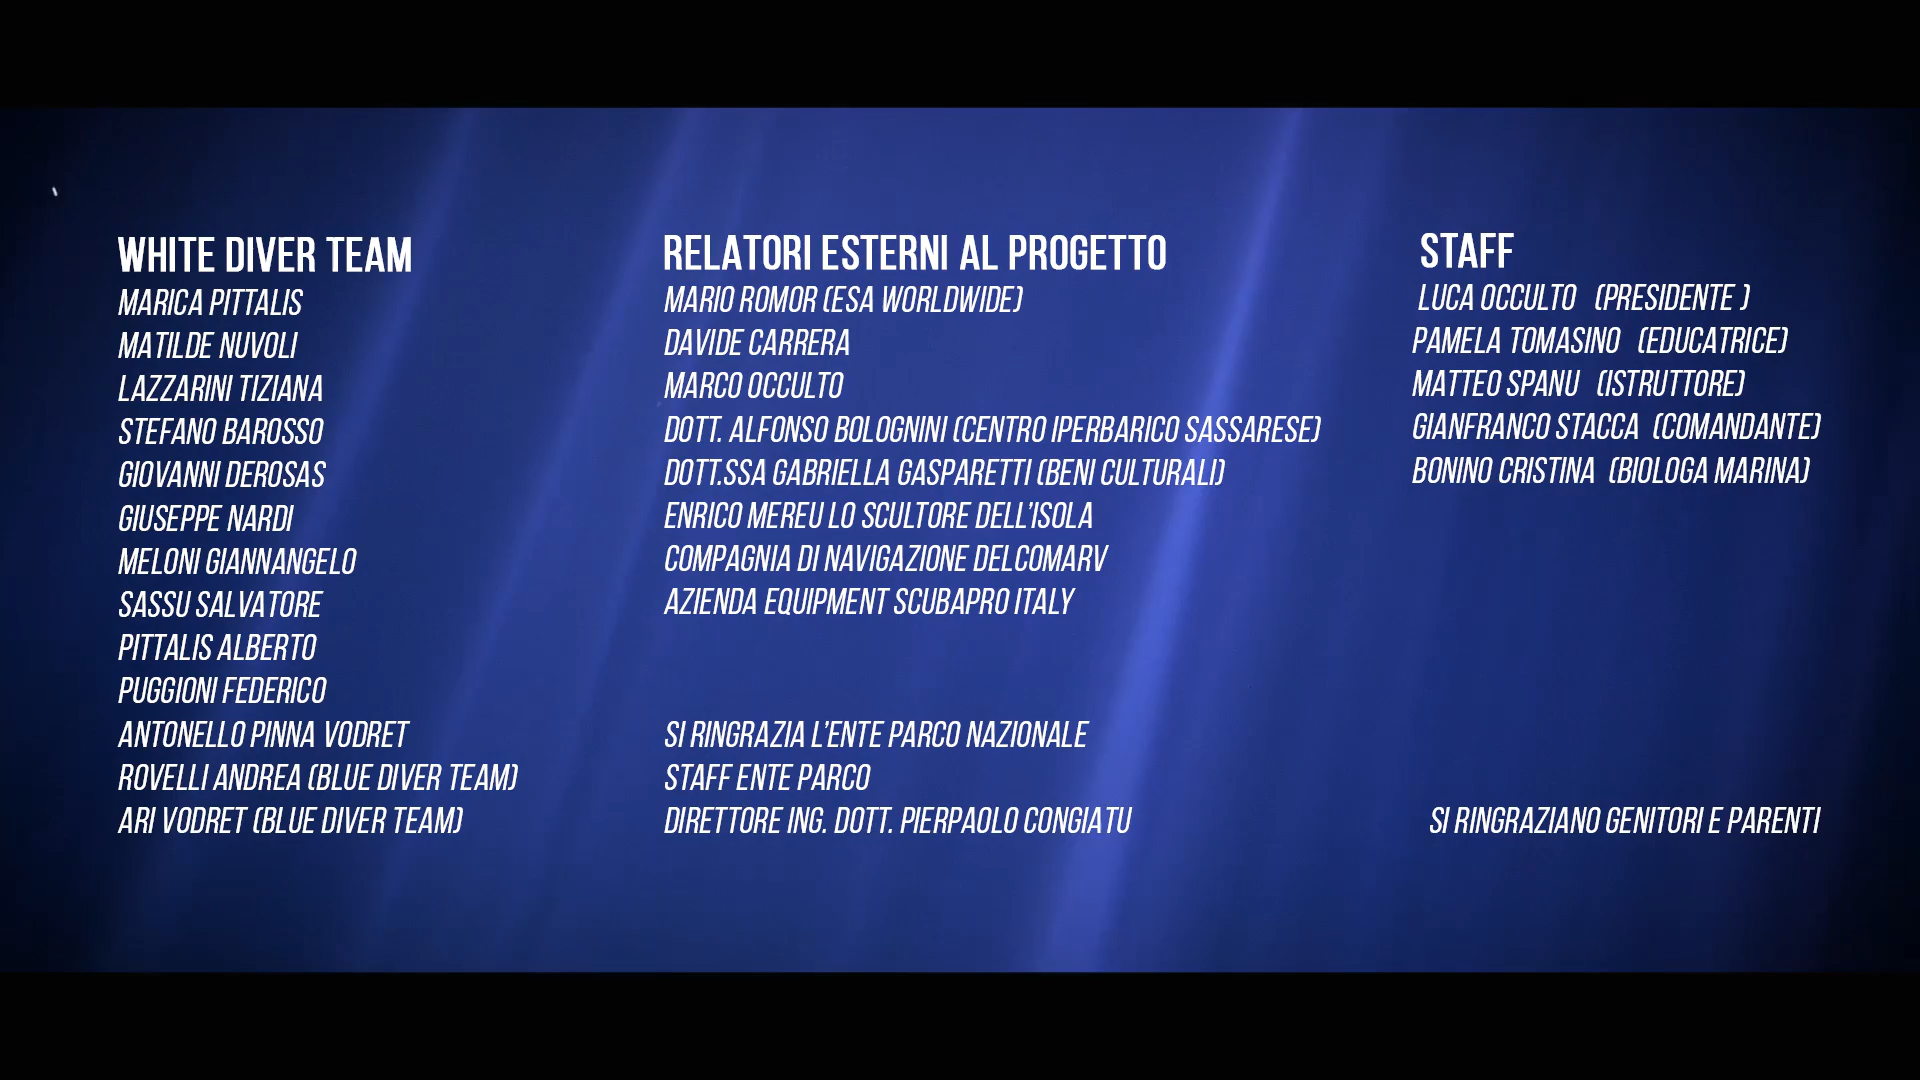 WHITE DIVER TEAM
MARICA PITTALIS
MATILDE NUVOLI
LAZZARINI TIZIANA
STEFANO BAROSSO
GIOVANNI DEROSAS
GIUSEPPE NARDI
MELONI GIANNANGELO
SASSU SALVATORE
PITTALIS ALBERTO
PUGGIONI FEDERICO
ANTONELLO PINNA VODRET
ROVELLI ANDREA (BLUE DIVER TEAM)
ARI VODRET (BLUE DIVER TEAM)
RELATORI ESTERNI AL PROGETTO
MARIO ROMOR (ESA WORLDWIDE)
DAVIDE CARRERA
MARCO OCCULTO
DOTT. ALFONSO BOLOGNINI (CENTRO IPERBARICO SASSARESE)
DOTT.SSA GABRIELLA GASPARETTI (BENI CULTURALI)
ENRICO MEREU LO SCULTORE DELL'ISOLA
COMPAGNIA DI NAVIGAZIONE DELCOMARV
AZIENDA EQUIPMENT SCUBAPRO ITALY
SI RINGRAZIA L'ENTE PARCO NAZIONALE
STAFF ENTE PARCO
DIRETTORE ING. DOTT. PIERPAOLO CONGIATU
STAFF
LUCA OCCULTO (PRESIDENTE )
PAMELA TOMASINO (EDUCATRICE)
MATTEO SPANU (ISTRUTTORE)
GIANFRANCO STACCA (COMANDANTE)
BONINO CRISTINA (BIOLOGA MARINA)
SI RINGRAZIANO GENITORI E PARENTI